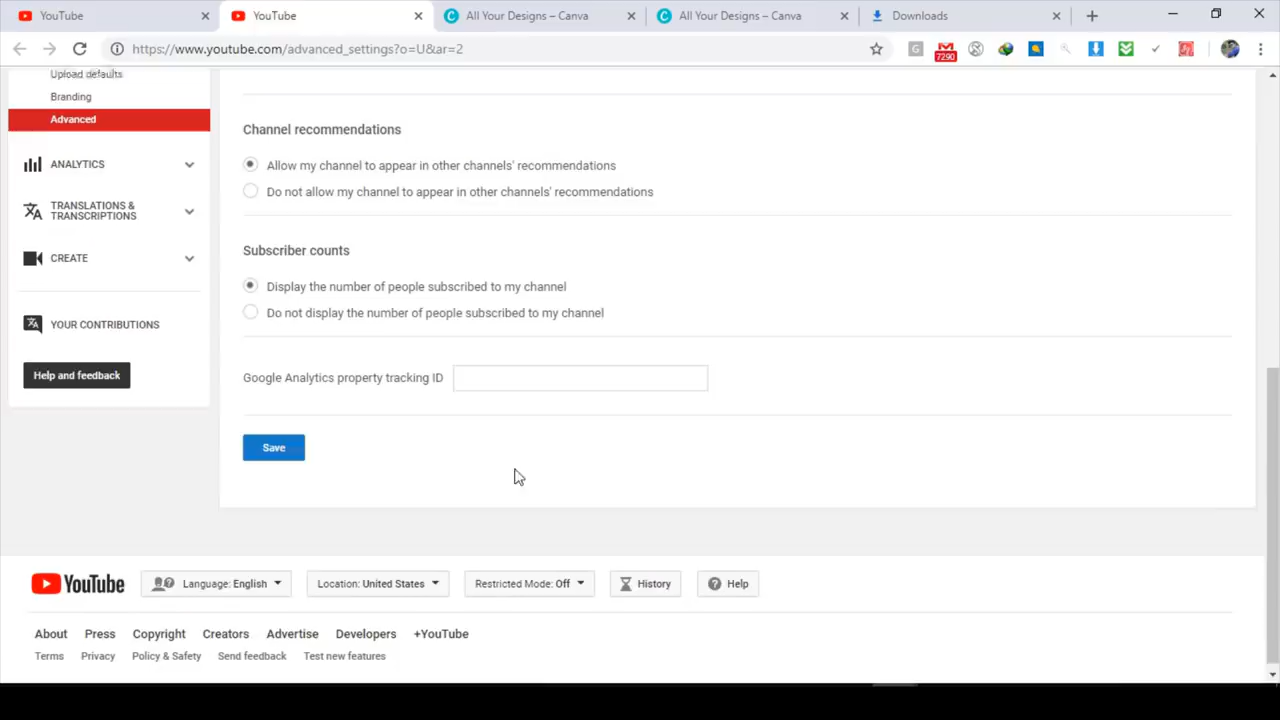 YouTube
YouTube
All Your Designs – Canva
All Your Designs – Canva
Downloads
https://www.youtube.com/advanced_settings?o=U&ar=2
7290
Upload defaults
Branding
Advanced
ANALYTICS
TRANSLATIONS &
TRANSCRIPTIONS
CREATE
YOUR CONTRIBUTIONS
Help and feedback
Channel recommendations
Allow my channel to appear in other channels' recommendations
Do not allow my channel to appear in other channels' recommendations
Subscriber counts
Display the number of people subscribed to my channel
Do not display the number of people subscribed to my channel
Google Analytics property tracking ID
Save
YouTube
Language: English
Location: United States
Restricted Mode: Off
History
Help
About Press Copyright Creators Advertise Developers +YouTube
Terms Privacy Policy & Safety Send feedback Test new features